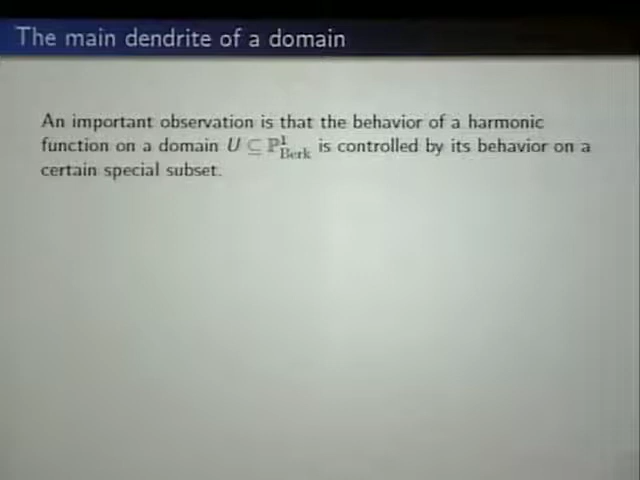 The main dendrite of a domain
An important observation is that the behavior of a harmonic
function on a domain U ⊆ ℙ¹_Berk is controlled by its behavior on a
certain special subset.